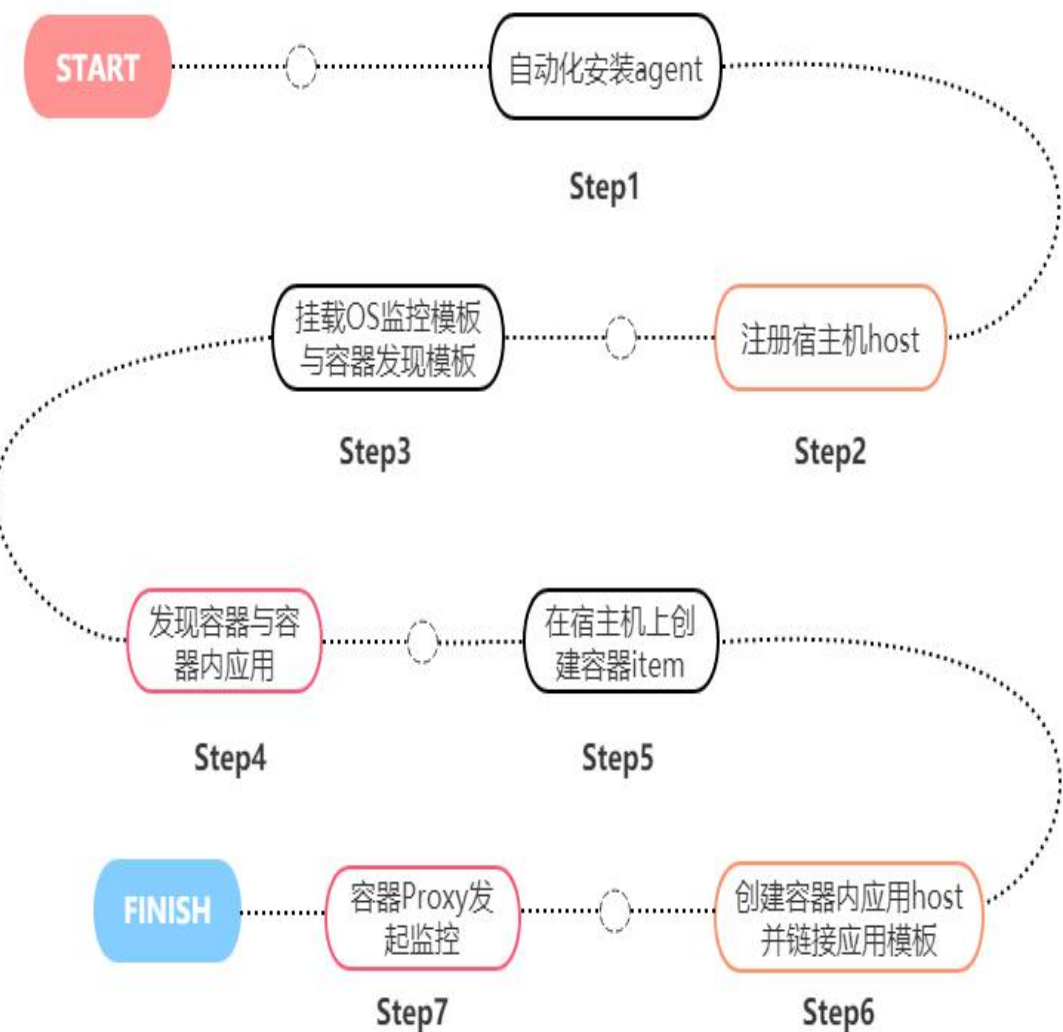 START
自动化安装agent
Step1
注册宿主机host
Step2
挂载OS监控模板
与容器发现模板
Step3
发现容器与容
器内应用
Step4
在宿主机上创
建容器item
Step5
创建容器内应用host
并链接应用模板
Step6
容器Proxy发
起监控
Step7
FINISH